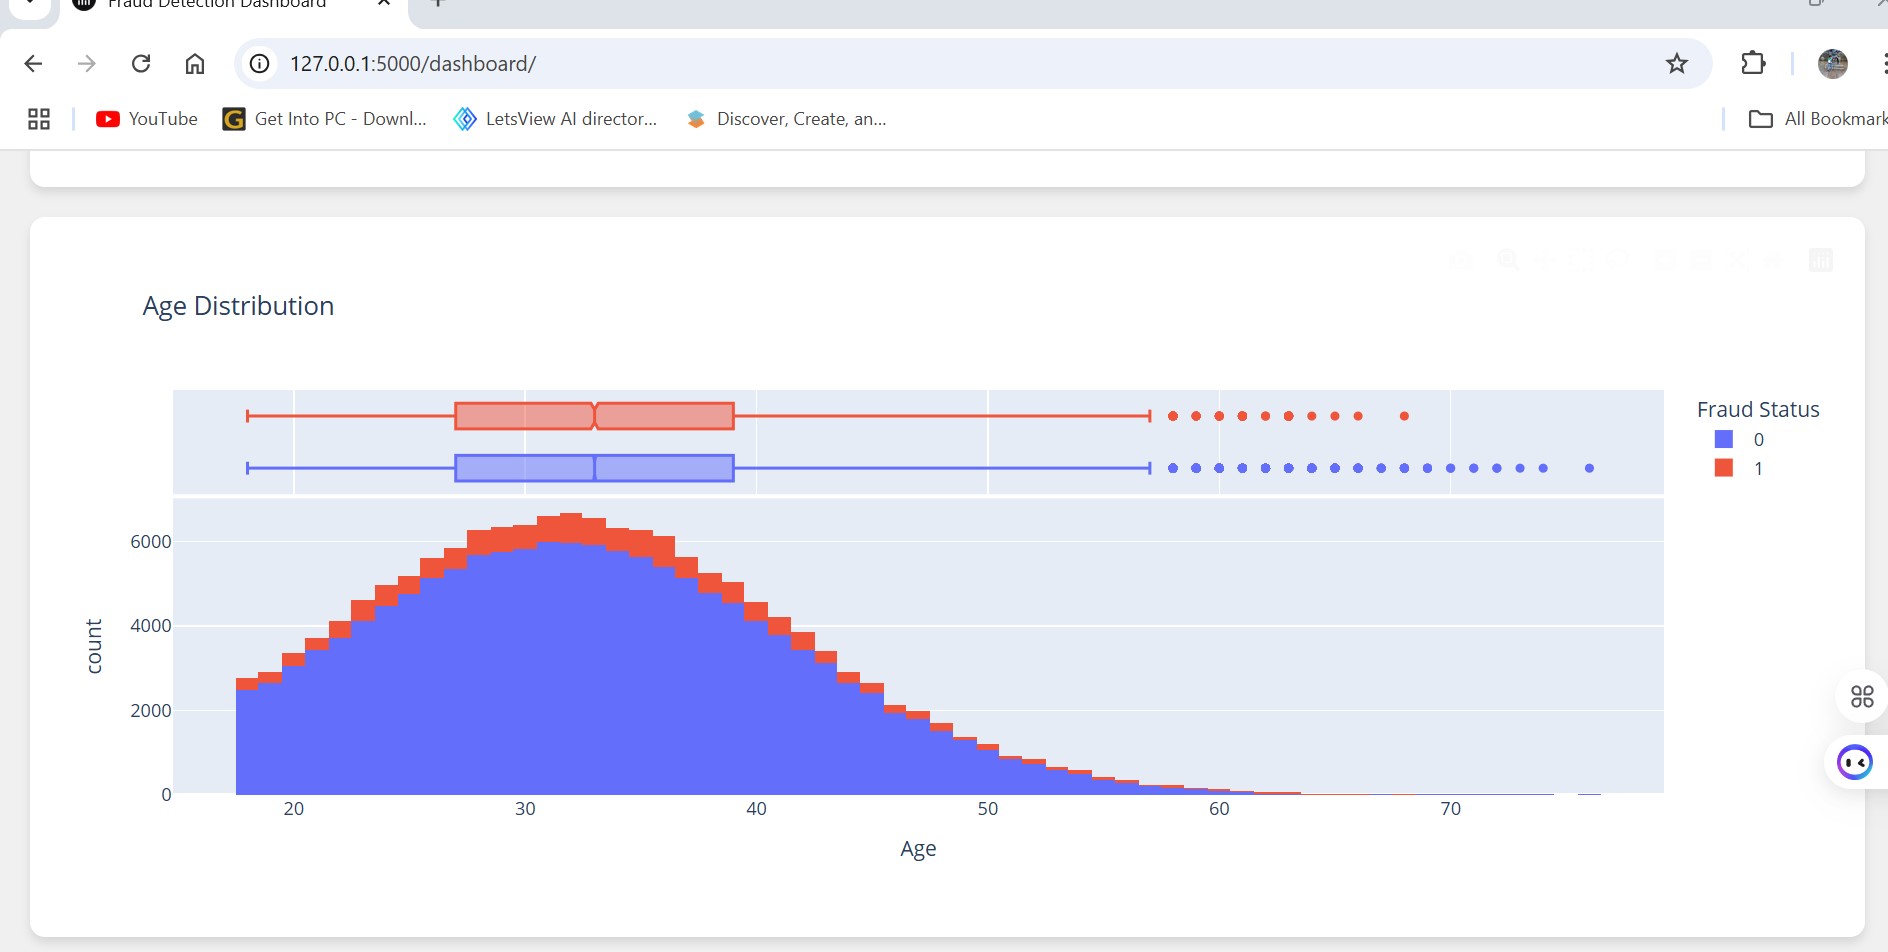 Fraud Detection Dashboard
127.0.0.1:5000/dashboard/
YouTube
Get Into PC - Downl...
LetsView AI director...
Discover, Create, an...
All Bookmark
Age Distribution
Fraud Status
0
1
6000
4000
2000
0
count
20
30
40
50
60
70
Age